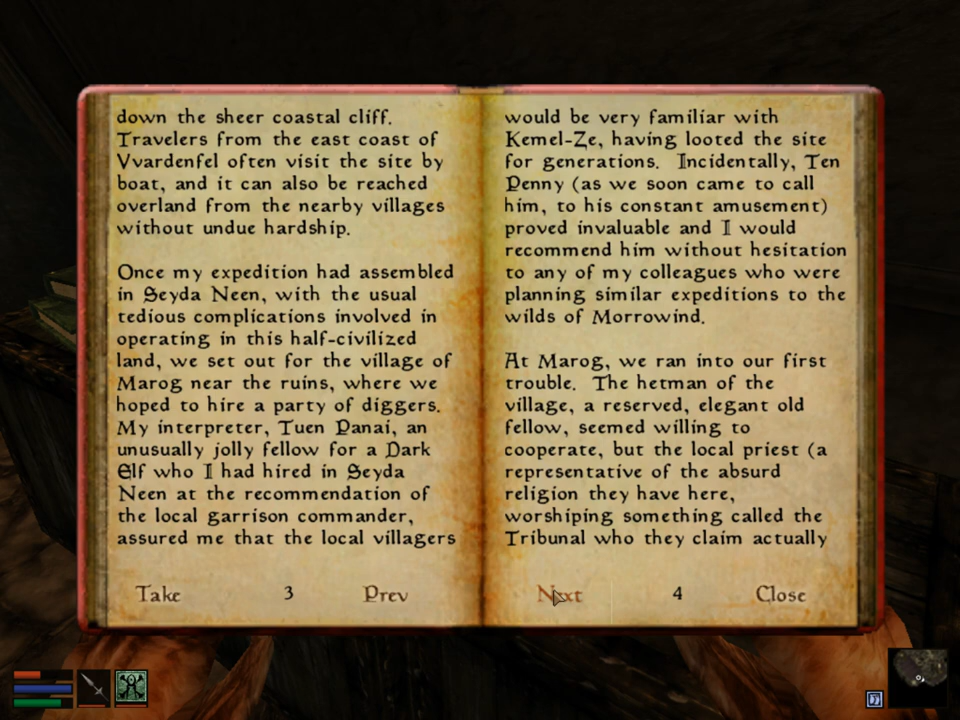 down the sheer coastal cliff.
Travelers from the east coast of
Vvardenfel often visit the site by
boat, and it can also be reached
overland from the nearby villages
without undue hardship.
Once my expedition had assembled
in Seyda Neen, with the usual
tedious complications involved in
operating in this half-civilized
land, we set out for the village of
Marog near the ruins, where we
hoped to hire a party of diggers.
My interpreter, Tuen Panai, an
unusually jolly fellow for a Dark
Elf who I had hired in Seyda
Neen at the recommendation of
the local garrison commander,
assured me that the local villagers
would be very familiar with
Kemel-Ze, having looted the site
for generations. Incidentally, Ten
Penny (as we soon came to call
him, to his constant amusement)
proved invaluable and I would
recommend him without hesitation
to any of my colleagues who were
planning similar expeditions to the
wilds of Morrowind.
At Marog, we ran into our first
trouble. The hetman of the
village, a reserved, elegant old
fellow, seemed willing to
cooperate, but the local priest (a
representative of the absurd
religion they have here,
worshiping something called the
Tribunal who they claim actually
Take 3 Prev Next 4 Close